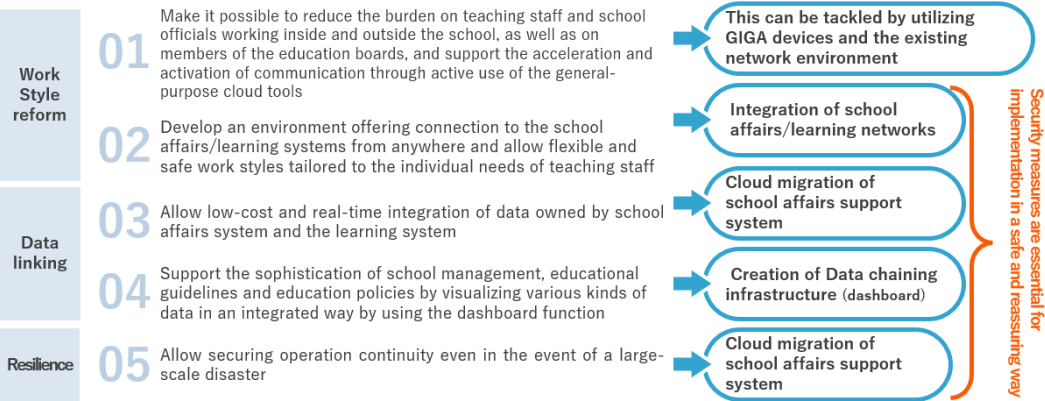 Work
Style
reform
01
Make it possible to reduce the burden on teaching staff and school
officials working inside and outside the school, as well as on
members of the education boards, and support the acceleration and
activation of communication through active use of the general-
purpose cloud tools
This can be tackled by utilizing
GIGA devices and the existing
network environment
02
Develop an environment offering connection to the school
affairs/learning systems from anywhere and allow flexible and
safe work styles tailored to the individual needs of teaching staff
Integration of school
affairs/learning networks
Data
linking
03
Allow low-cost and real-time integration of data owned by school
affairs system and the learning system
Cloud migration of
school affairs support
system
04
Support the sophistication of school management, educational
guidelines and education policies by visualizing various kinds of
data in an integrated way by using the dashboard function
Creation of Data chaining
infrastructure (dashboard)
Resilience
05
Allow securing operation continuity even in the event of a large-
scale disaster
Cloud migration of
school affairs support
system
Security measures are essential for
implementation in a safe and reassuring way